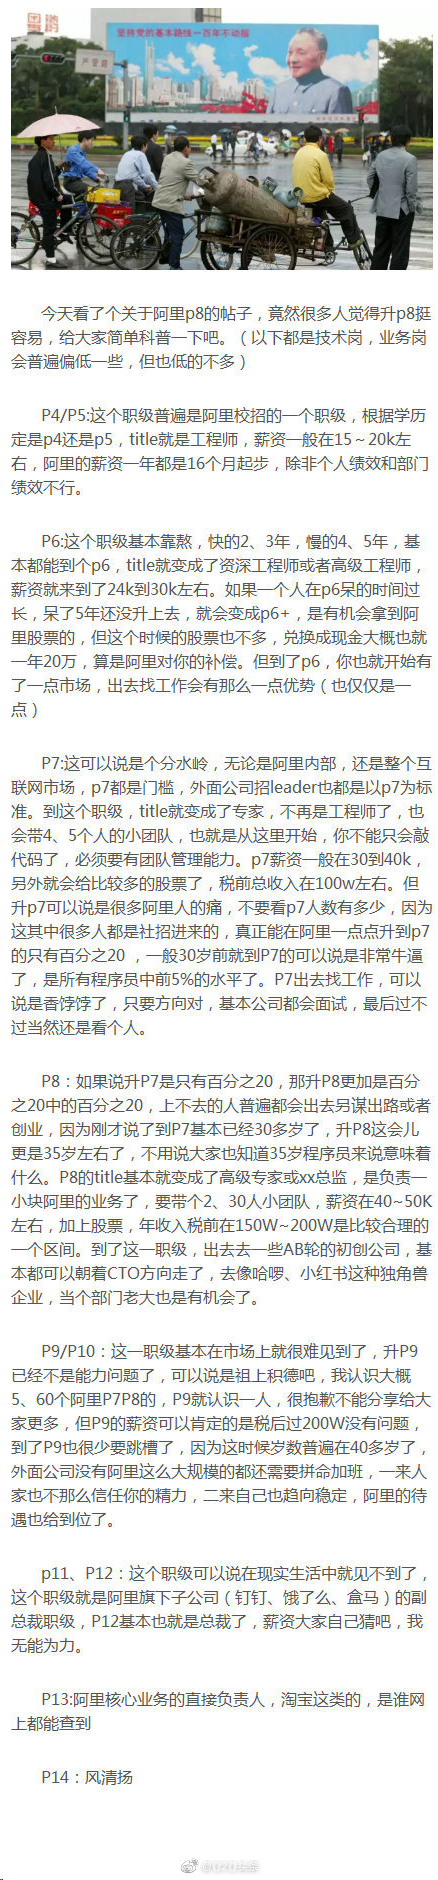 坚持党的基本路线一百年不动摇
今天看了个关于阿里p8的帖子，竟然很多人觉得升p8挺
容易，给大家简单科普一下吧。（以下都是技术岗，业务岗
会普遍偏低一些，但也低的不多）
P4/P5:这个职级普遍是阿里校招的一个职级，根据学历
定是p4还是p5，title就是工程师，薪资一般在15～20k左
右，阿里的薪资一年都是16个月起步，除非个人绩效和部门
绩效不行。
P6:这个职级基本靠熬，快的2、3年，慢的4、5年，基
本都能到个p6，title就变成了资深工程师或者高级工程师，
薪资就来到了24k到30k左右。如果一个人在p6呆的时间过
长，呆了5年还没升上去，就会变成p6+，是有机会拿到阿
里股票的，但这个时候的股票也不多，兑换成现金大概也就
一年20万，算是阿里对你的补偿。但到了p6，你也就开始有
了一点市场，出去找工作会有那么一点优势（也仅仅是一
点）
P7:这可以说是个分水岭，无论是阿里内部，还是整个互
联网市场，p7都是门槛，外面公司招leader也都是以p7为标
准。到这个职级，title就变成了专家，不再是工程师了，也
会带4、5个人的小团队，也就是从这里开始，你不能只会敲
代码了，必须要有团队管理能力。p7薪资一般在30到40k，
另外就会给比较多的股票了，税前总收入在100w左右。但
升p7可以说是很多阿里人的痛，不要看p7人数有多少，因为
这其中很多人都是社招进来的，真正能在阿里一点点升到p7
的只有百分之20 ，一般30岁前就到P7的可以说是非常牛逼
了，是所有程序员中前5%的水平了。P7出去找工作，可以
说是香饽饽了，只要方向对，基本公司都会面试，最后过不
过当然还是看个人。
P8：如果说升P7是只有百分之20，那升P8更加是百分
之20中的百分之20，上不去的人普遍都会出去另谋出路或者
创业，因为刚才说了到P7基本已经30多岁了，升P8这会儿
更是35岁左右了，不用说大家也知道35岁程序员来说意味着
什么。P8的title基本就变成了高级专家或xx总监，是负责一
小块阿里的业务了，要带个2、30人小团队，薪资在40~50K
左右，加上股票，年收入税前在150W~200W是比较合理的
一个区间。到了这一职级，出去去一些AB轮的初创公司，基
本都可以朝着CTO方向走了，去像哈啰、小红书这种独角兽
企业，当个部门老大也是有机会了。
P9/P10：这一职级基本在市场上就很难见到了，升P9
已经不是能力问题了，可以说是祖上积德吧，我认识大概
5、60个阿里P7P8的，P9就认识一人，很抱歉不能分享给大
家更多，但P9的薪资可以肯定的是税后过200W没有问题，
到了P9也很少要跳槽了，因为这时候岁数普遍在40多岁了，
外面公司没有阿里这么大规模的都还需要拼命加班，一来人
家也不那么信任你的精力，二来自己也趋向稳定，阿里的待
遇也给到位了。
p11、P12：这个职级可以说在现实生活中就见不到了，
这个职级就是阿里旗下子公司（钉钉、饿了么、盒马）的副
总裁职级，P12基本也就是总裁了，薪资大家自己猜吧，我
无能为力。
P13:阿里核心业务的直接负责人，淘宝这类的，是谁网
上都能查到
P14：风清扬